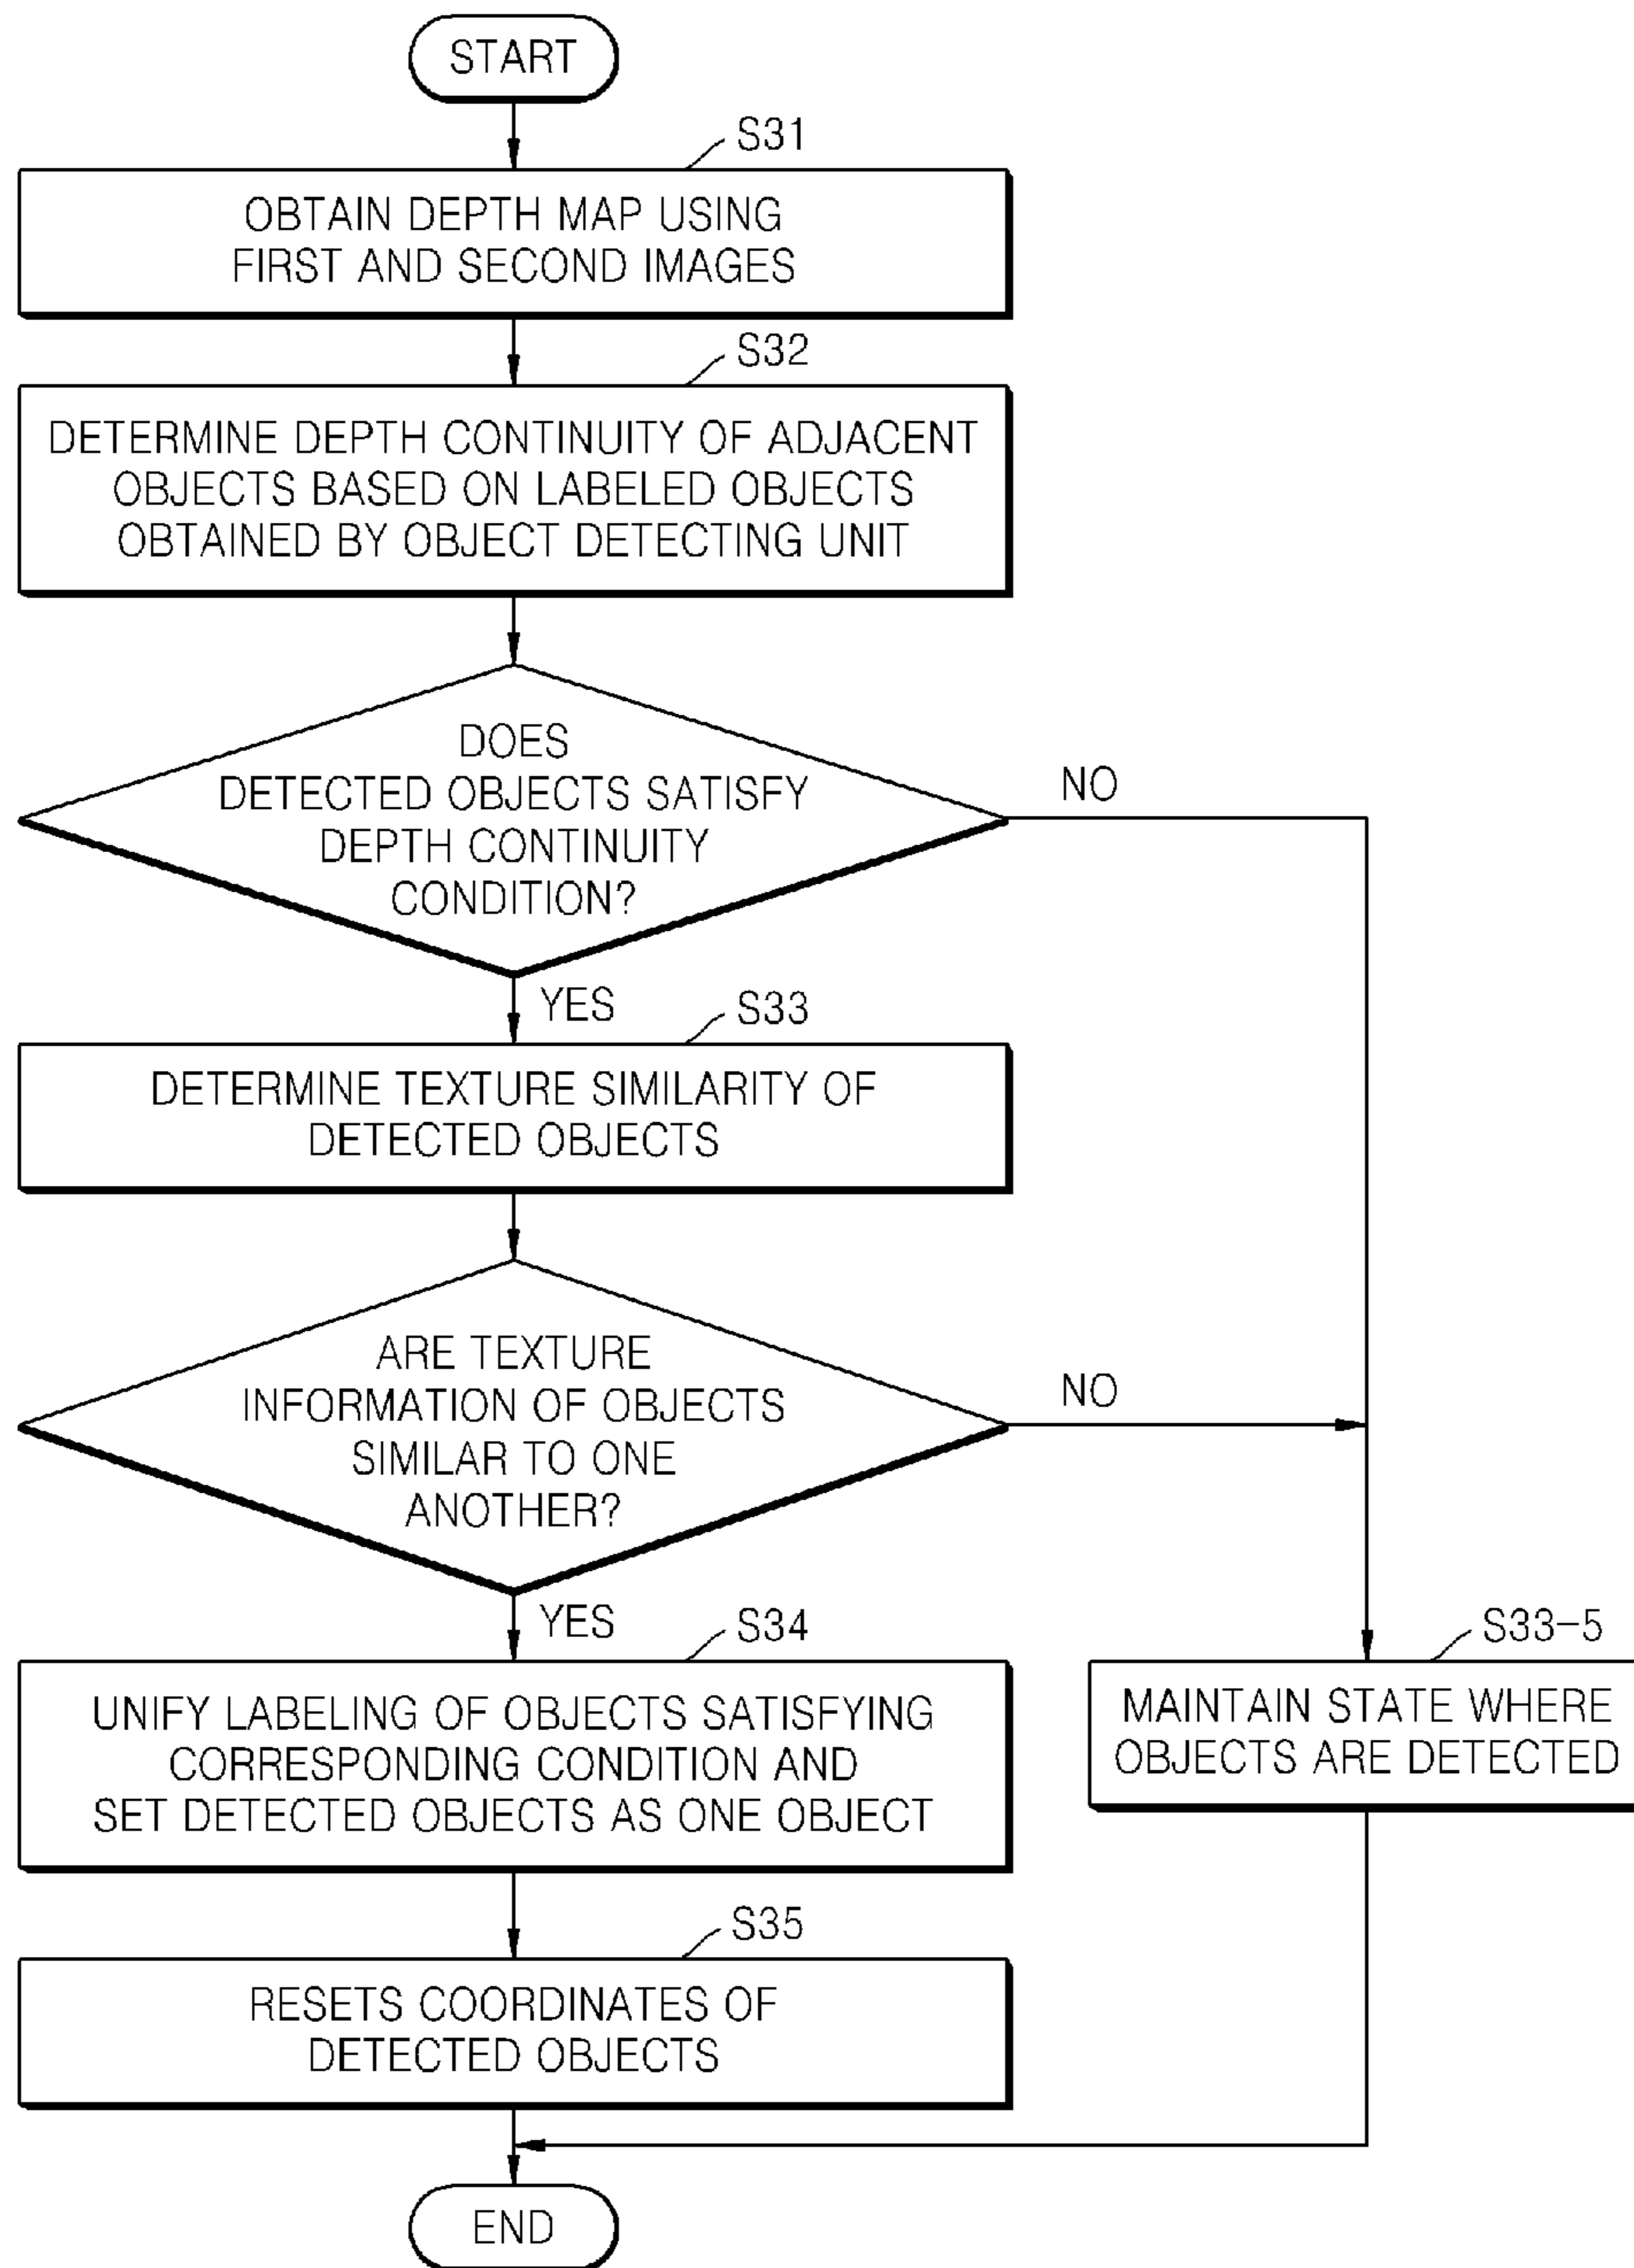 START
S31
OBTAIN DEPTH MAP USING
FIRST AND SECOND IMAGES
S32
DETERMINE DEPTH CONTINUITY OF ADJACENT
OBJECTS BASED ON LABELED OBJECTS
OBTAINED BY OBJECT DETECTING UNIT
DOES
DETECTED OBJECTS SATISFY
DEPTH CONTINUITY
CONDITION?
NO
YES
S33
DETERMINE TEXTURE SIMILARITY OF
DETECTED OBJECTS
ARE TEXTURE
INFORMATION OF OBJECTS
SIMILAR TO ONE
ANOTHER?
NO
YES
S34
UNIFY LABELING OF OBJECTS SATISFYING
CORRESPONDING CONDITION AND
SET DETECTED OBJECTS AS ONE OBJECT
S33-5
MAINTAIN STATE WHERE
OBJECTS ARE DETECTED
S35
RESETS COORDINATES OF
DETECTED OBJECTS
END